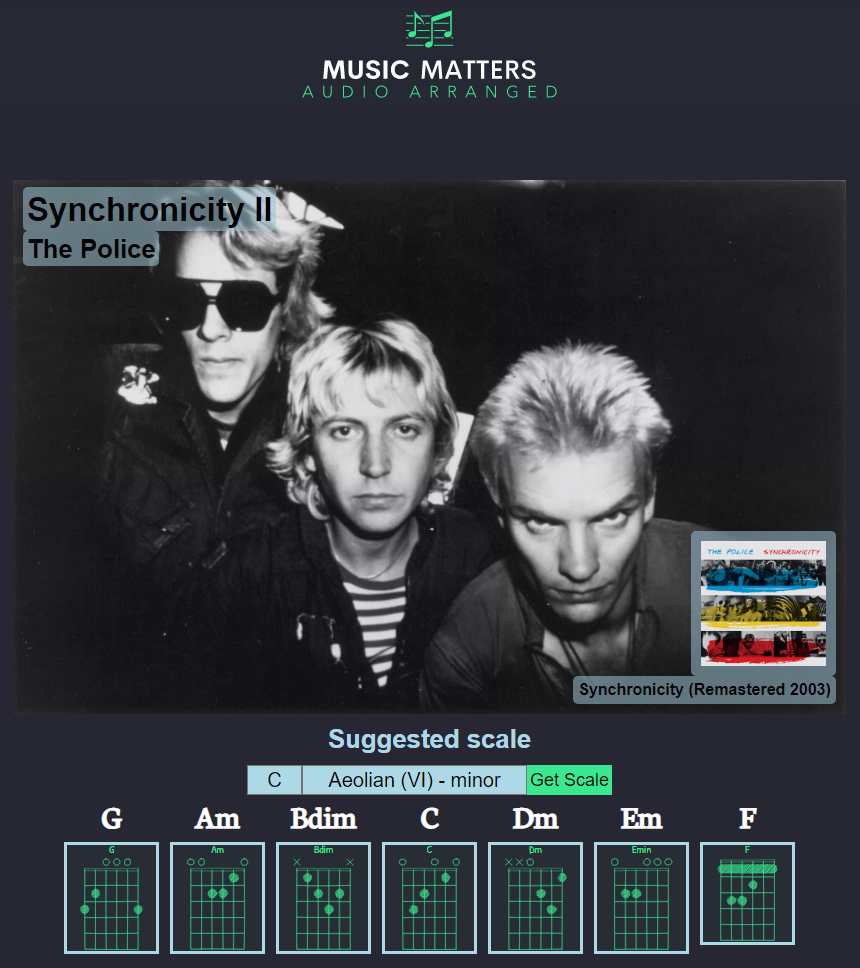 MUSIC MATTERS
AUDIO ARRANGED
Synchronicity II
The Police
THE POLICE SYNCHRONICITY
Synchronicity (Remastered 2003)
Suggested scale
C Aeolian (VI) - minor Get Scale
G Am Bdim C Dm Em F
G Am Bdim C Dm Emin F